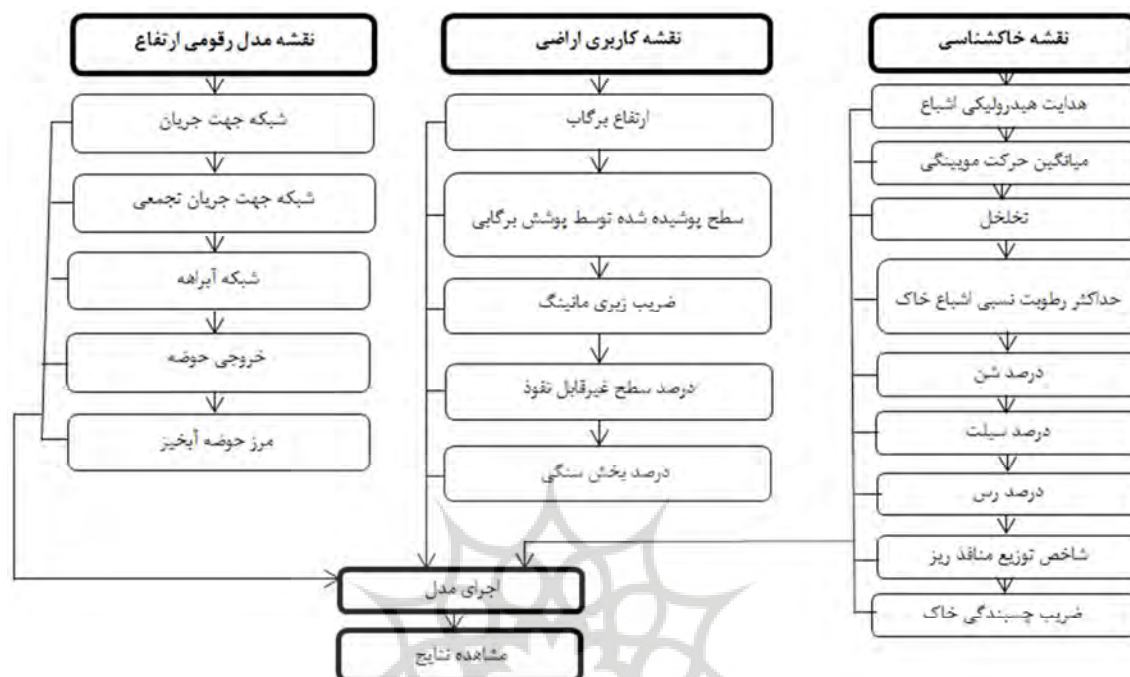 نقشه خاکشناسی
هدایت هیدرولیکی اشباع
میانگین حرکت مویینگی
تخلخل
حداکثر رطوبت نسبی اشباع خاک
درصد شن
درصد سیلت
درصد رس
شاخص توزیع منافذ ریز
ضریب چسبندگی خاک
نقشه کاربری اراضی
ارتفاع برگاب
سطح پوشیده شده توسط پوشش برگابی
ضریب زبری مانینگ
درصد سطح غیرقابل نفوذ
درصد بخش سنگی
نقشه مدل رقومی ارتفاع
شبکه جهت جریان
شبکه جهت جریان تجمعی
شبکه آبراهه
خروجی حوضه
مرز حوضه آبخیز
اجرای مدل
مشاهده نتایج